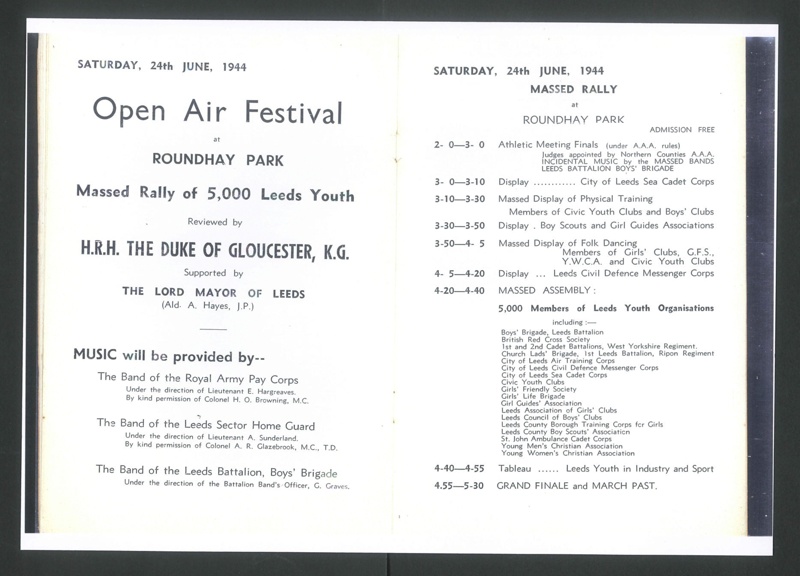 SATURDAY, 24th JUNE, 1944
Open Air Festival
at
ROUNDHAY PARK
Massed Rally of 5,000 Leeds Youth
Reviewed by
H.R.H. THE DUKE OF GLOUCESTER, K.G.
Supported by
THE LORD MAYOR OF LEEDS
(Ald. A. Hayes, J.P.)
MUSIC will be provided by--
The Band of the Royal Army Pay Corps
Under the direction of Lieutenant E. Hargreaves.
By kind permission of Colonel H. O. Browning, M.C.
The Band of the Leeds Sector Home Guard
Under the direction of Lieutenant A. Sunderland.
By kind permission of Colonel A. R. Glazebrook, M.C., T.D.
The Band of the Leeds Battalion, Boys' Brigade
Under the direction of the Battalion Band's Officer, G. Graves.
SATURDAY, 24th JUNE, 1944
MASSED RALLY
at
ROUNDHAY PARK
ADMISSION FREE
2- 0—3- 0 Athletic Meeting Finals (under A.A.A. rules)
Judges appointed by Northern Counties A.A.A.
INCIDENTAL MUSIC by the MASSED BANDS
LEEDS BATTALION BOYS' BRIGADE
3- 0—3-10 Display ............ City of Leeds Sea Cadet Corps
3-10—3-30 Massed Display of Physical Training
Members of Civic Youth Clubs and Boys' Clubs
3-30—3-50 Display . Boy Scouts and Girl Guides Associations
3-50—4- 5 Massed Display of Folk Dancing
Members of Girls' Clubs, G.F.S.,
Y.W.C.A. and Civic Youth Clubs
4- 5—4-20 Display ... Leeds Civil Defence Messenger Corps
4-20—4-40 MASSED ASSEMBLY :
5,000 Members of Leeds Youth Organisations
including :—
Boys' Brigade, Leeds Battalion
British Red Cross Society
1st and 2nd Cadet Battalions, West Yorkshire Regiment.
Church Lads' Brigade, 1st Leeds Battalion, Ripon Regiment
City of Leeds Air Training Corps
City of Leeds Civil Defence Messenger Corps
City of Leeds Sea Cadet Corps
Civic Youth Clubs
Girls' Friendly Society
Girls' Life Brigade
Girl Guides' Association
Leeds Association of Girls' Clubs
Leeds Council of Boys' Clubs
Leeds County Borough Training Corps for Girls
Leeds County Boy Scouts' Association
St. John Ambulance Cadet Corps
Young Men's Christian Association
Young Women's Christian Association
4-40—4-55 Tableau ...... Leeds Youth in Industry and Sport
4.55—5-30 GRAND FINALE and MARCH PAST.